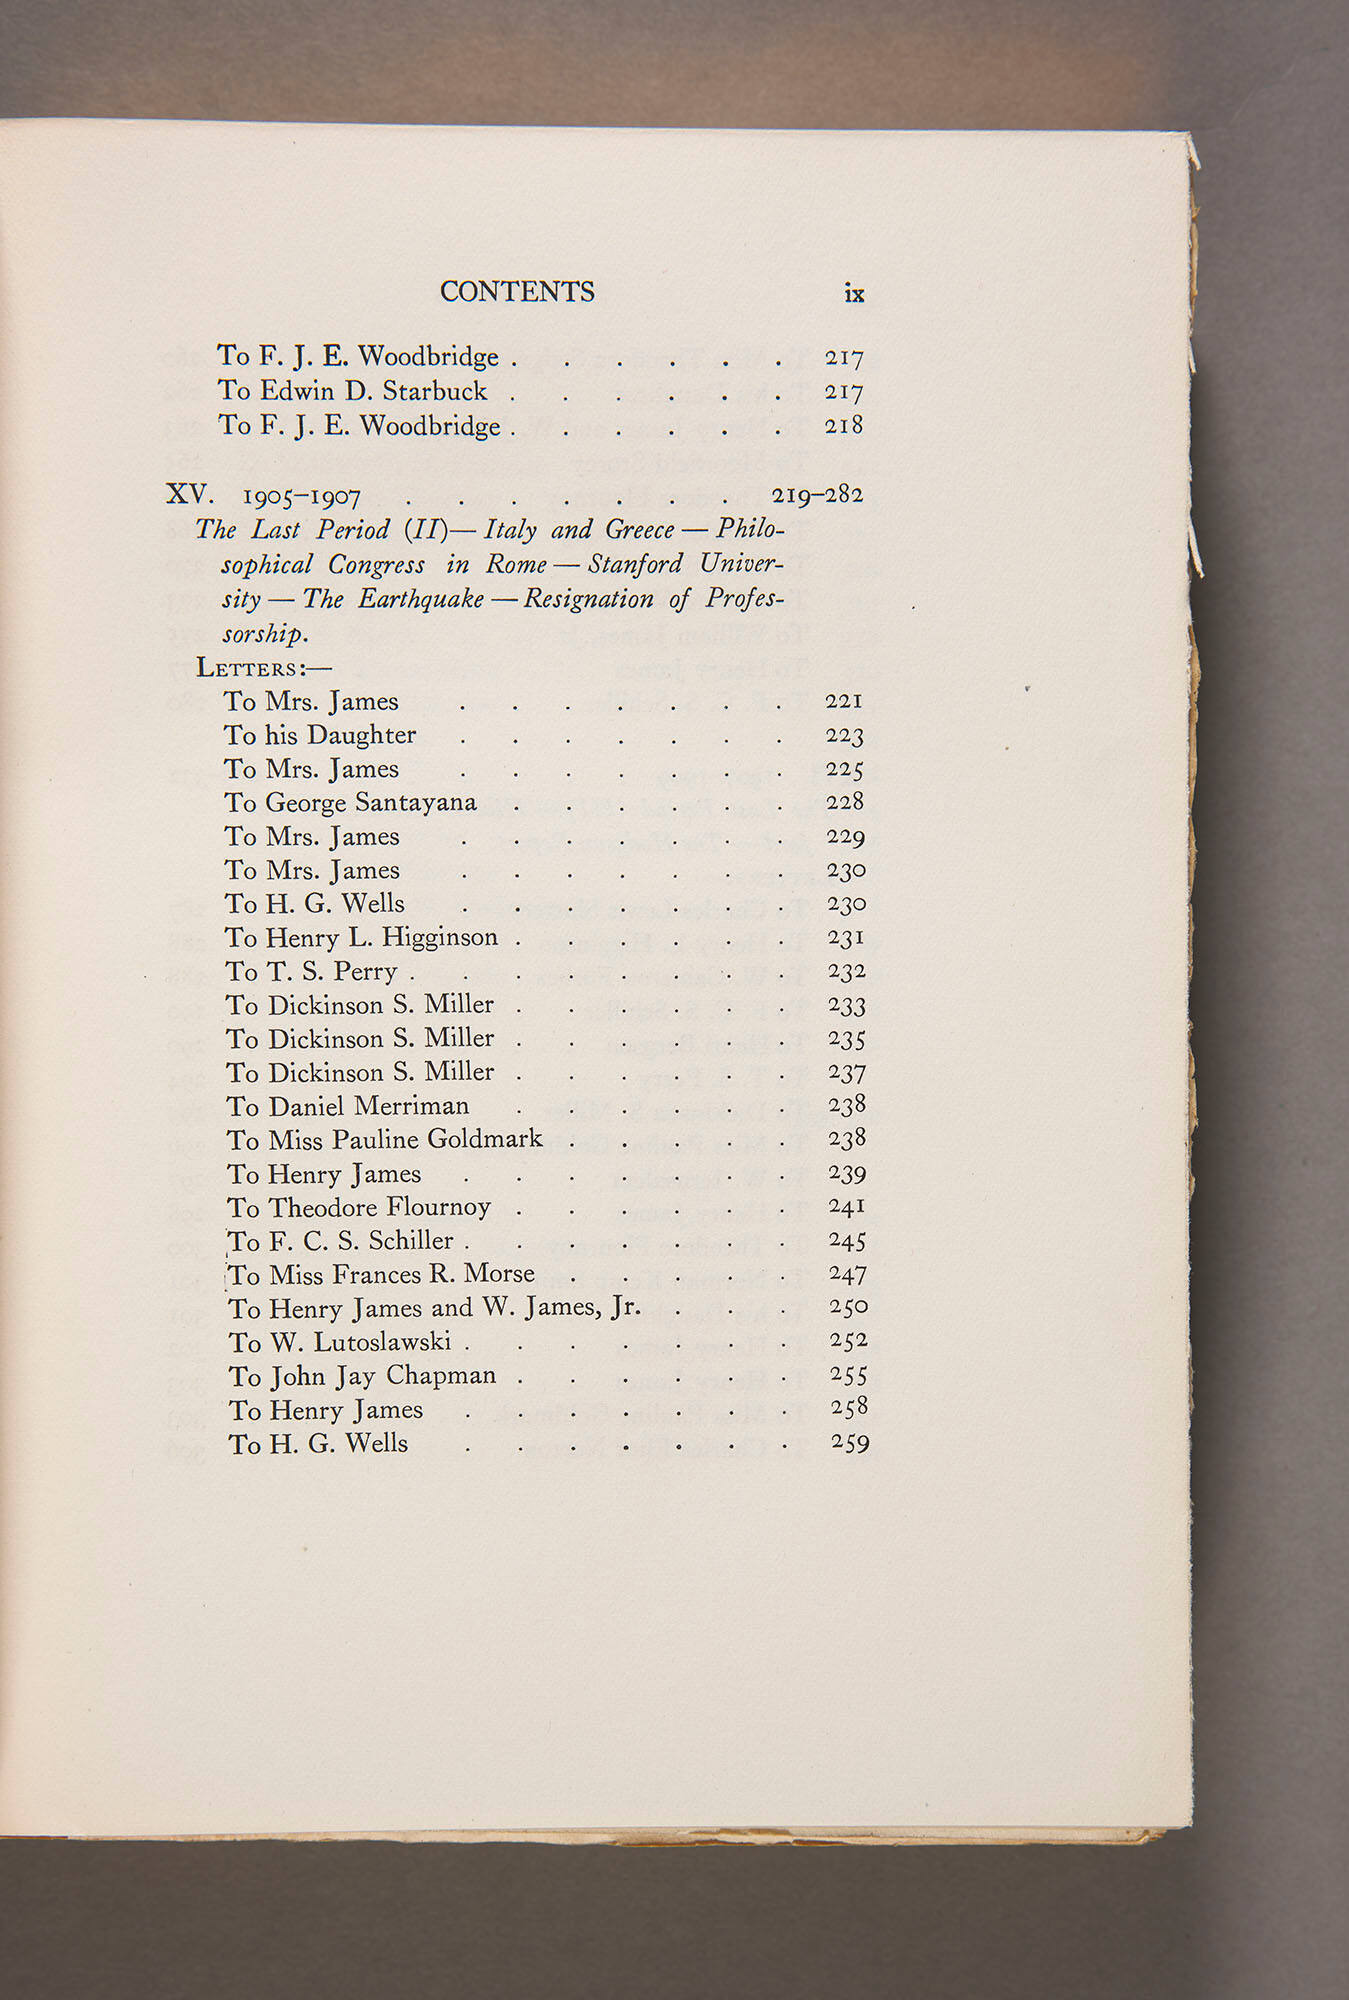 CONTENTS ix
To F. J. E. Woodbridge . . . . . . 217
To Edwin D. Starbuck . . . . . . 217
To F. J. E. Woodbridge . . . . . . 218
XV. 1905–1907 . . . . . . . 219–282
The Last Period (II)— Italy and Greece — Philo-
sophical Congress in Rome — Stanford Univer-
sity — The Earthquake — Resignation of Profes-
sorship.
LETTERS:—
To Mrs. James . . . . . . . 221
To his Daughter . . . . . . . 223
To Mrs. James . . . . . . . 225
To George Santayana . . . . . 228
To Mrs. James . . . . . . . 229
To Mrs. James . . . . . . . 230
To H. G. Wells . . . . . . . 230
To Henry L. Higginson . . . . . . 231
To T. S. Perry . . . . . . . . 232
To Dickinson S. Miller . . . . . . 233
To Dickinson S. Miller . . . . . . 235
To Dickinson S. Miller . . . . . . 237
To Daniel Merriman . . . . . . 238
To Miss Pauline Goldmark . . . . 238
To Henry James . . . . . . . 239
To Theodore Flournoy . . . . . . 241
To F. C. S. Schiller . . . . . . . 245
To Miss Frances R. Morse . . . . . 247
To Henry James and W. James, Jr. . . . 250
To W. Lutoslawski . . . . . . . 252
To John Jay Chapman . . . . . . 255
To Henry James . . . . . . . 258
To H. G. Wells . . . . . . . 259